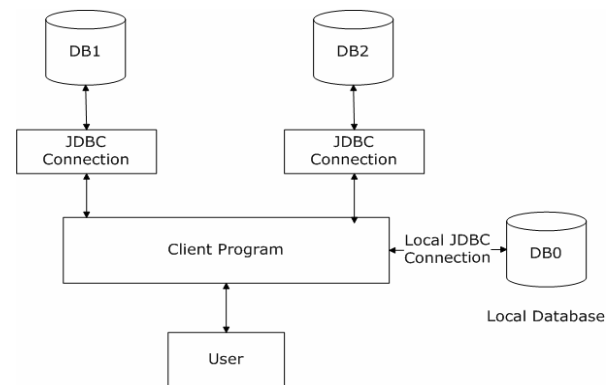 DB1
DB2
JDBC
Connection
JDBC
Connection
Client Program
Local JDBC
Connection
DB0
Local Database
User